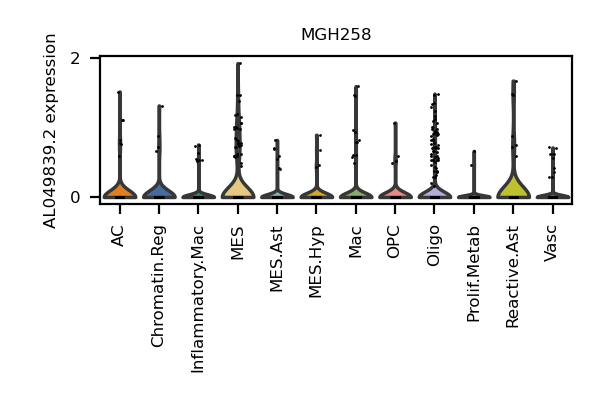 MGH258
AL049839.2 expression
2
0
AC
Chromatin.Reg
Inflammatory.Mac
MES
MES.Ast
MES.Hyp
Mac
OPC
Oligo
Prolif.Metab
Reactive.Ast
Vasc